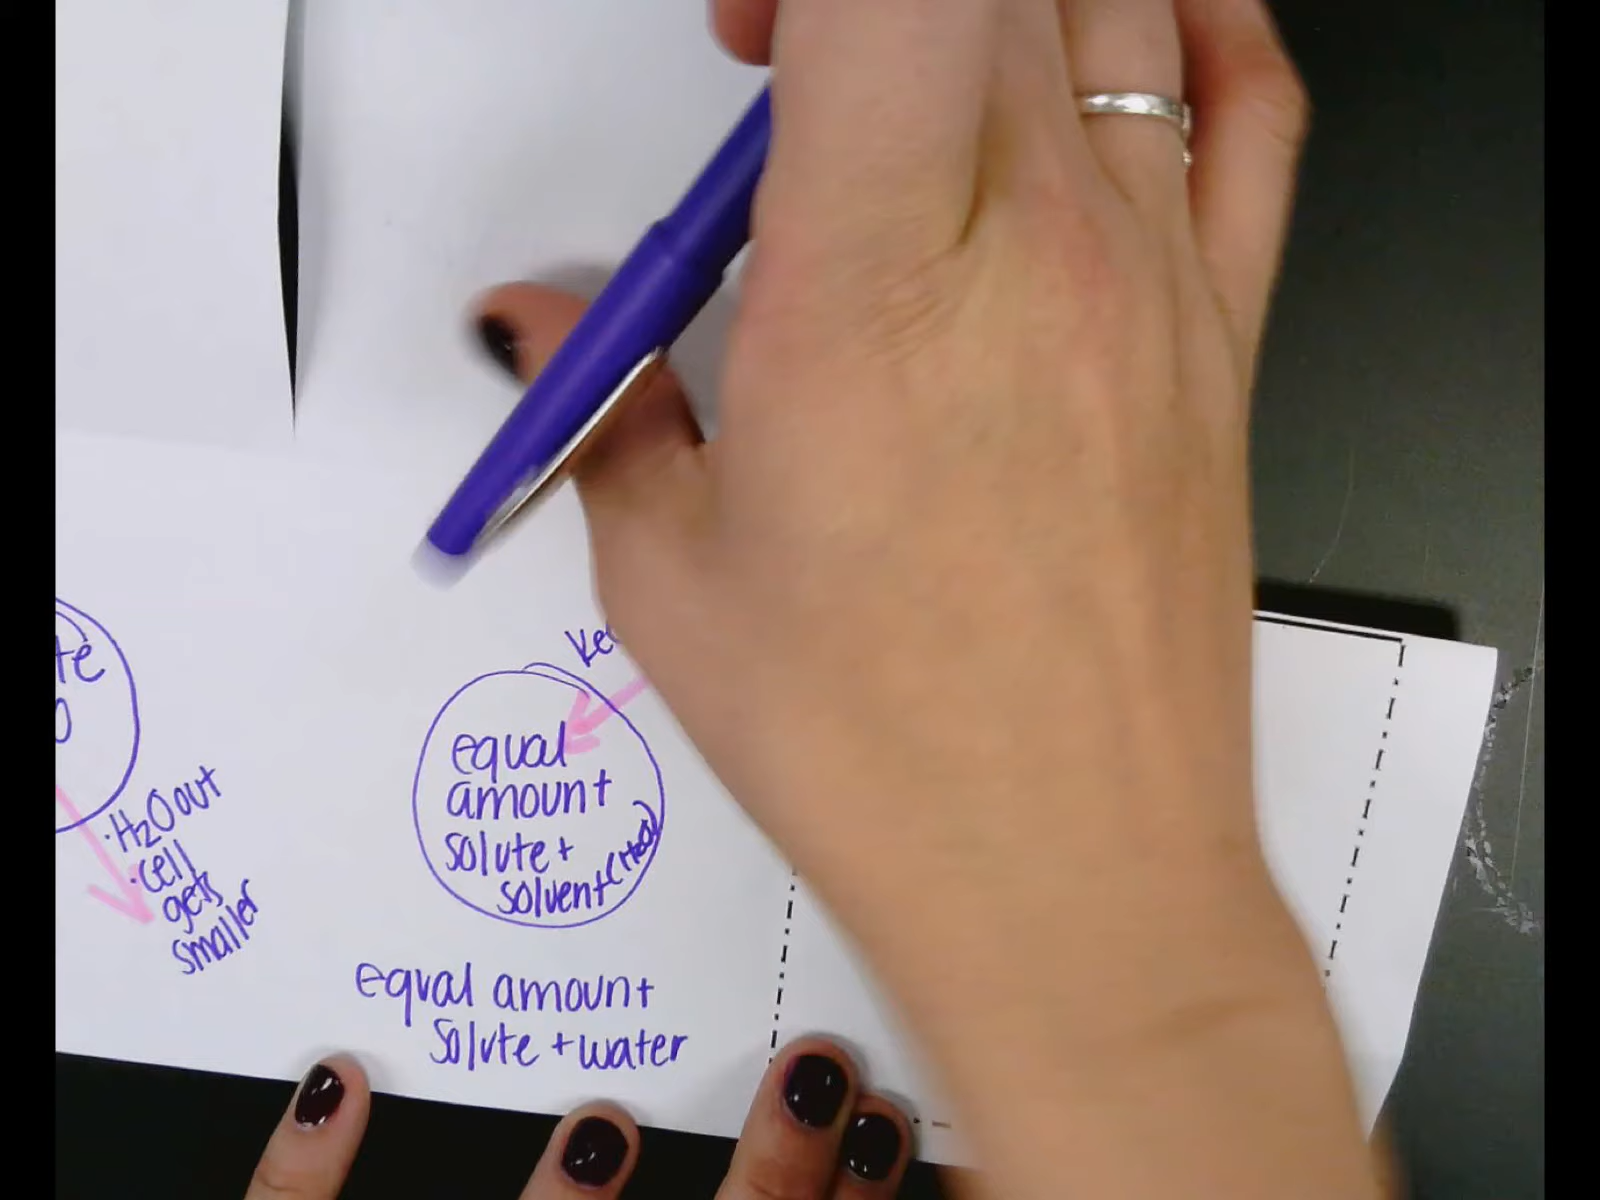 equal
amount
solute +
solvent (H2O)
equal amount
solute + water
· H2O out
· cell
gets
smaller